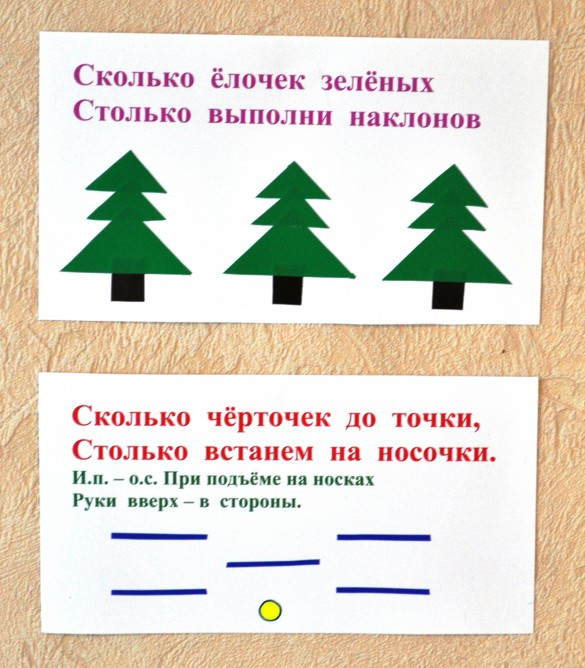 Сколько ёлочек зелёных
Столько выполни наклонов
Сколько чёрточек до точки,
Столько встанем на носочки.
И.п. – о.с. При подъёме на носках
Руки вверх – в стороны.